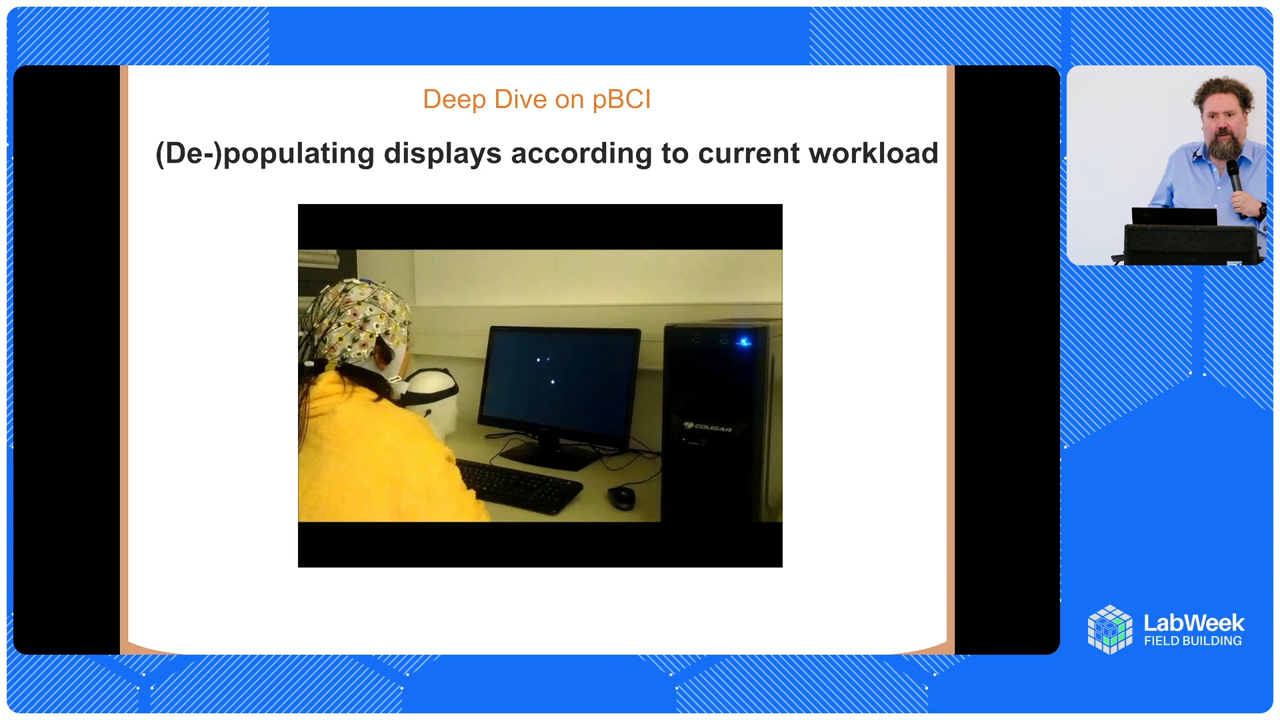 Deep Dive on pBCI
(De-)populating displays according to current workload
COUGAR
LabWeek
FIELD BUILDING